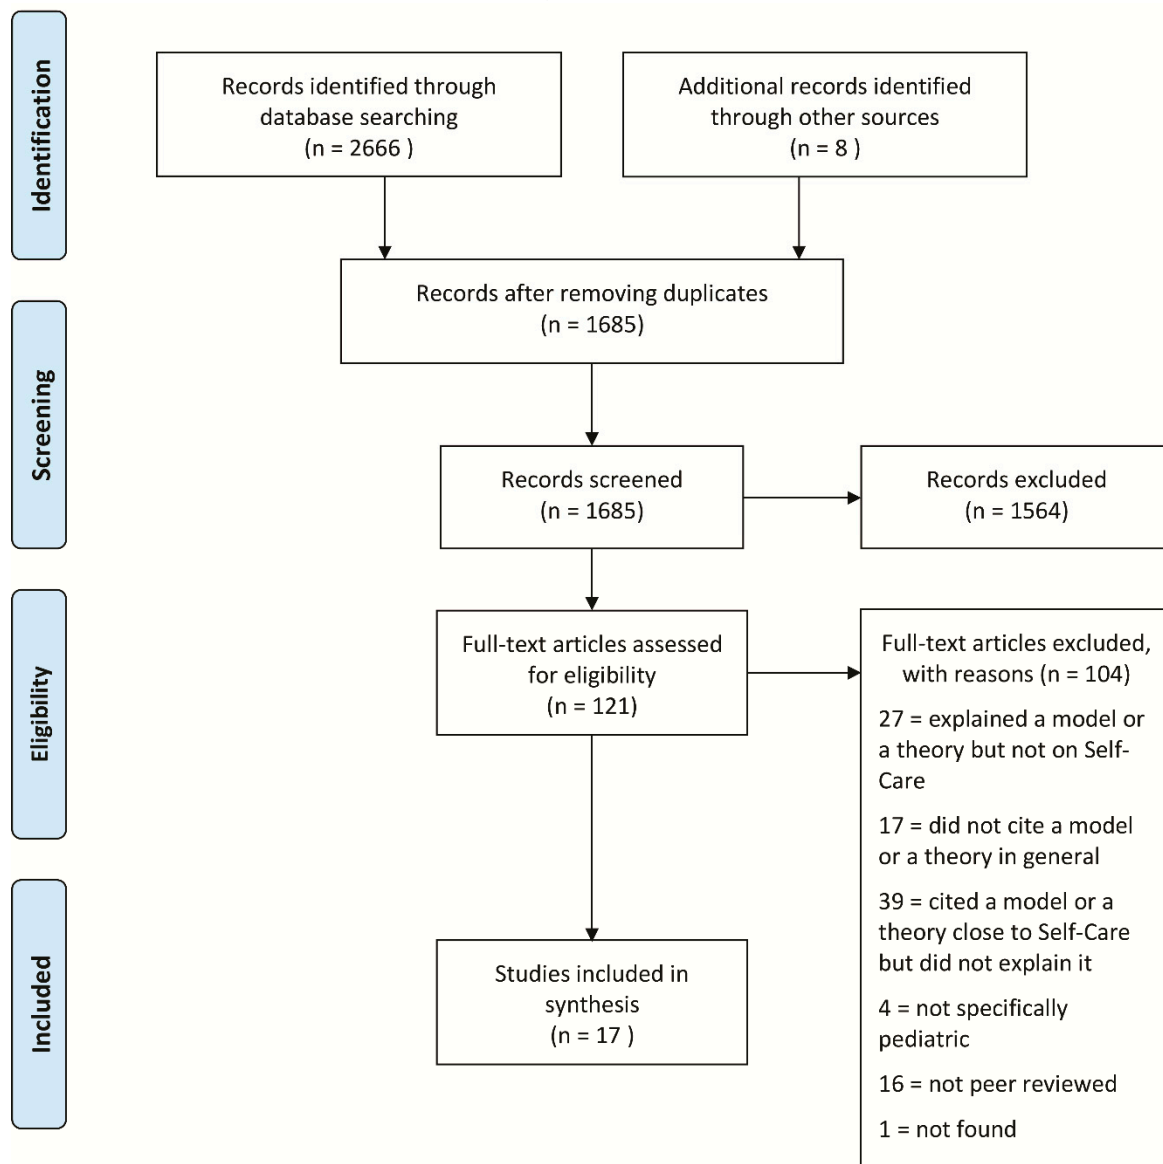 Identification
Records identified through
database searching
(n = 2666 )
Additional records identified
through other sources
(n = 8 )
Records after removing duplicates
(n = 1685)
Screening
Records screened
(n = 1685)
Records excluded
(n = 1564)
Eligibility
Full-text articles assessed
for eligibility
(n = 121)
Full-text articles excluded,
with reasons (n = 104)
27 = explained a model or
a theory but not on Self-
Care
17 = did not cite a model
or a theory in general
39 = cited a model or a
theory close to Self-Care
but did not explain it
4 = not specifically
pediatric
16 = not peer reviewed
1 = not found
Included
Studies included in
synthesis
(n = 17 )